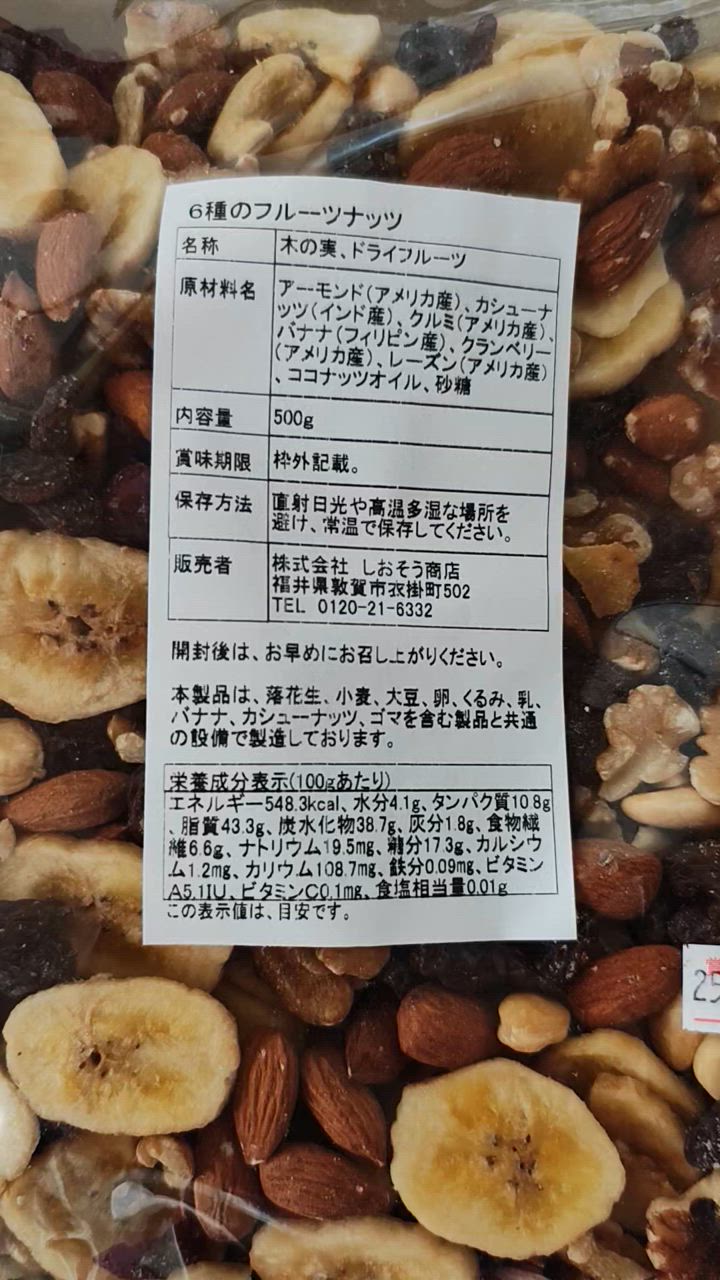 6種のフルーツナッツ
名称 木の実、ドライフルーツ
原材料名 アーモンド(アメリカ産)、カシューナ
ッツ(インド産)、クルミ(アメリカ産)、
バナナ(フィリピン産)、クランベリー
(アメリカ産)、レーズン(アメリカ産)
、ココナッツオイル、砂糖
内容量 500g
賞味期限 枠外記載。
保存方法 直射日光や高温多湿な場所を
避け、常温で保存してください。
販売者 株式会社 しおそう商店
福井県敦賀市衣掛町502
TEL 0120-21-6332
開封後は、お早めにお召し上がりください。
本製品は、落花生、小麦、大豆、卵、くるみ、乳、
バナナ、カシューナッツ、ゴマを含む製品と共通
の設備で製造しております。
栄養成分表示(100gあたり)
エネルギー548.3kcal、水分4.1g、タンパク質10.8g
、脂質43.3g、炭水化物38.7g、灰分1.8g、食物繊
維6.6g、ナトリウム19.5mg、糖分17.3g、カルシウ
ム1.2mg、カリウム108.7mg、鉄分0.09mg、ビタミン
A5.1IU、ビタミンC0.1mg、食塩相当量0.01g
この表示値は、目安です。
25